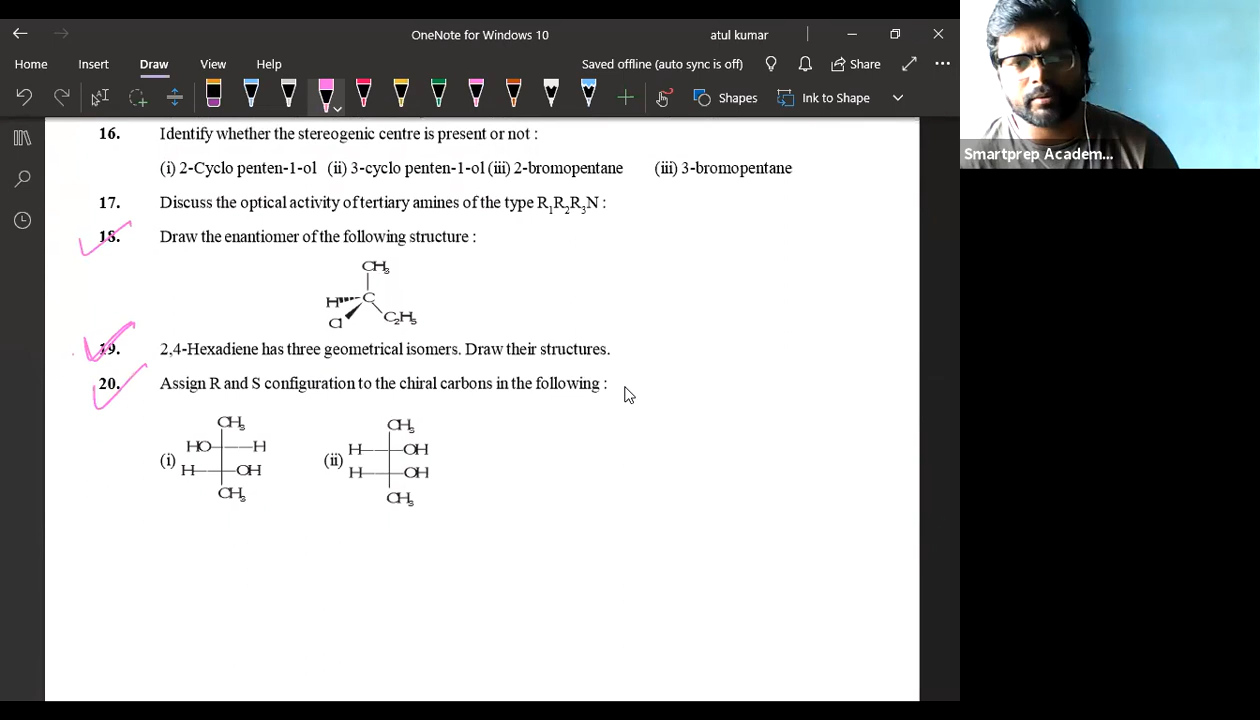 OneNote for Windows 10
atul kumar
Home Insert Draw View Help
Saved offline (auto sync is off) Share
Shapes Ink to Shape
Smartprep Academ...
16. Identify whether the stereogenic centre is present or not :
(i) 2-Cyclo penten-1-ol (ii) 3-cyclo penten-1-ol (iii) 2-bromopentane (iii) 3-bromopentane
17. Discuss the optical activity of tertiary amines of the type R₁R₂R₃N :
18. Draw the enantiomer of the following structure :
CH₃
H C
Cl C₂H₅
19. 2,4-Hexadiene has three geometrical isomers. Draw their structures.
20. Assign R and S configuration to the chiral carbons in the following :
CH₃ CH₃
HO H H OH
(i) (ii)
H OH H OH
CH₃ CH₃